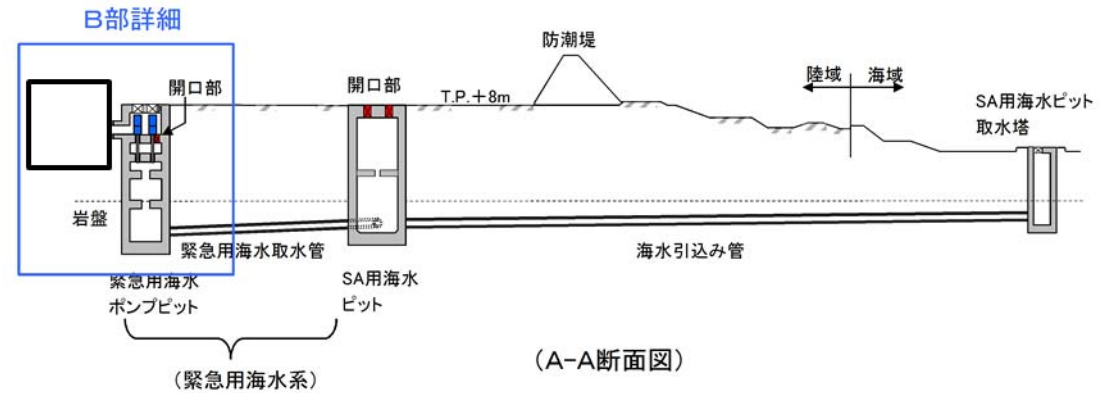 B部詳細
防潮堤
開口部
開口部
T.P.+8m
陸域
海域
SA用海水ピット
取水塔
岩盤
緊急用海水取水管
海水引込み管
緊急用海水
ポンプピット
SA用海水
ピット
(A-A断面図)
(緊急用海水系)